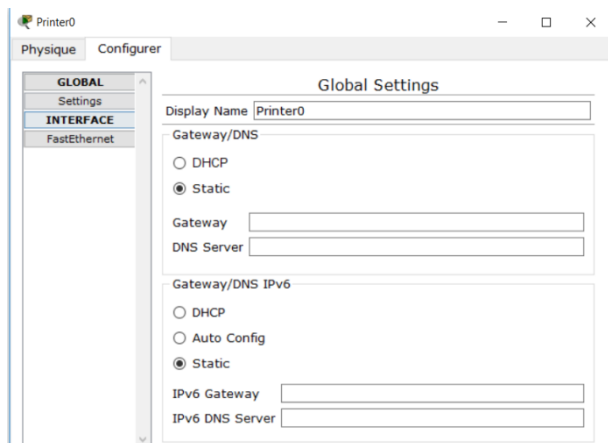 Printer0
Physique Configurer
GLOBAL
Settings
INTERFACE
FastEthernet
Global Settings
Display Name Printer0
Gateway/DNS
DHCP
Static
Gateway
DNS Server
Gateway/DNS IPv6
DHCP
Auto Config
Static
IPv6 Gateway
IPv6 DNS Server